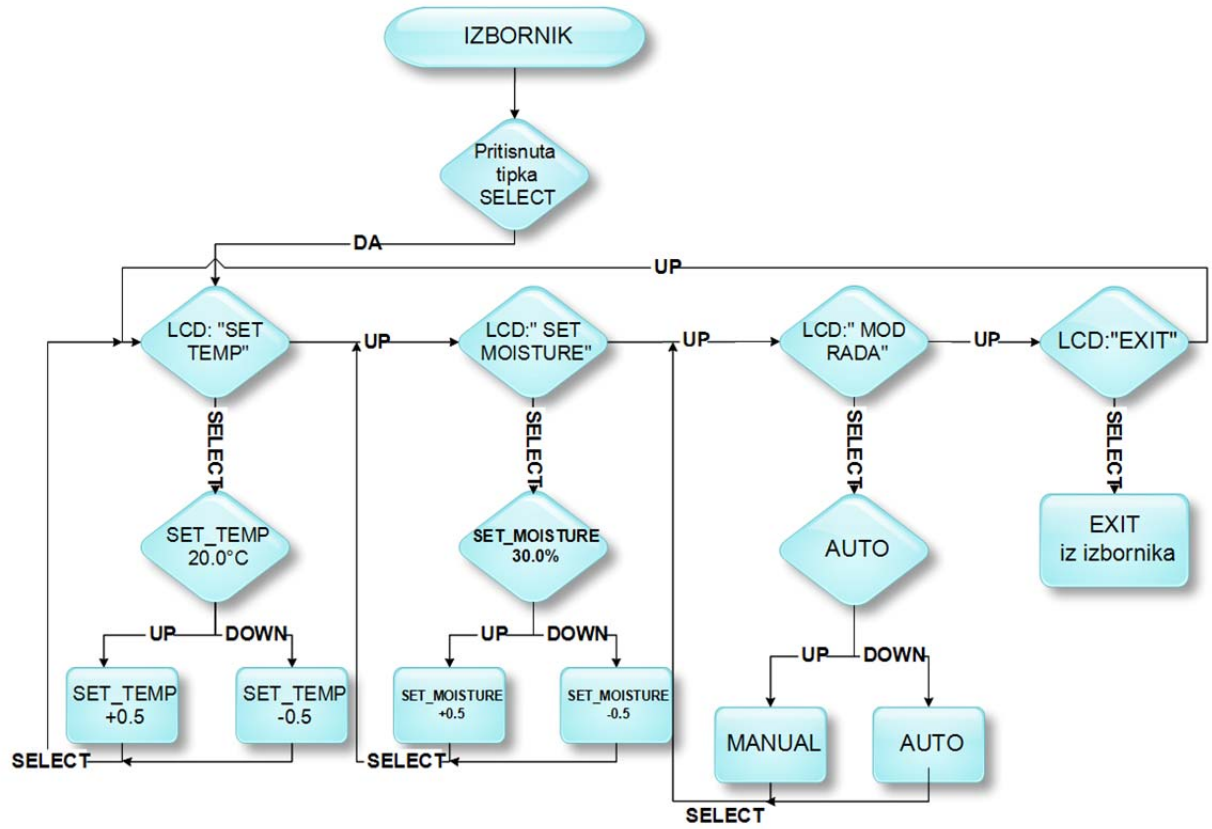 IZBORNIK
Pritisnuta
tipka
SELECT
DA
UP
LCD: "SET
TEMP"
UP
LCD:" SET
MOISTURE"
UP
LCD:" MOD
RADA"
UP
LCD:"EXIT"
SELECT
SELECT
SELECT
SELECT
SET_TEMP
20.0°C
SET_MOISTURE
30.0%
AUTO
EXIT
iz izbornika
UP
DOWN
UP
DOWN
UP
DOWN
SET_TEMP
+0.5
SET_TEMP
-0.5
SET_MOISTURE
+0.5
SET_MOISTURE
-0.5
MANUAL
AUTO
SELECT
SELECT
SELECT